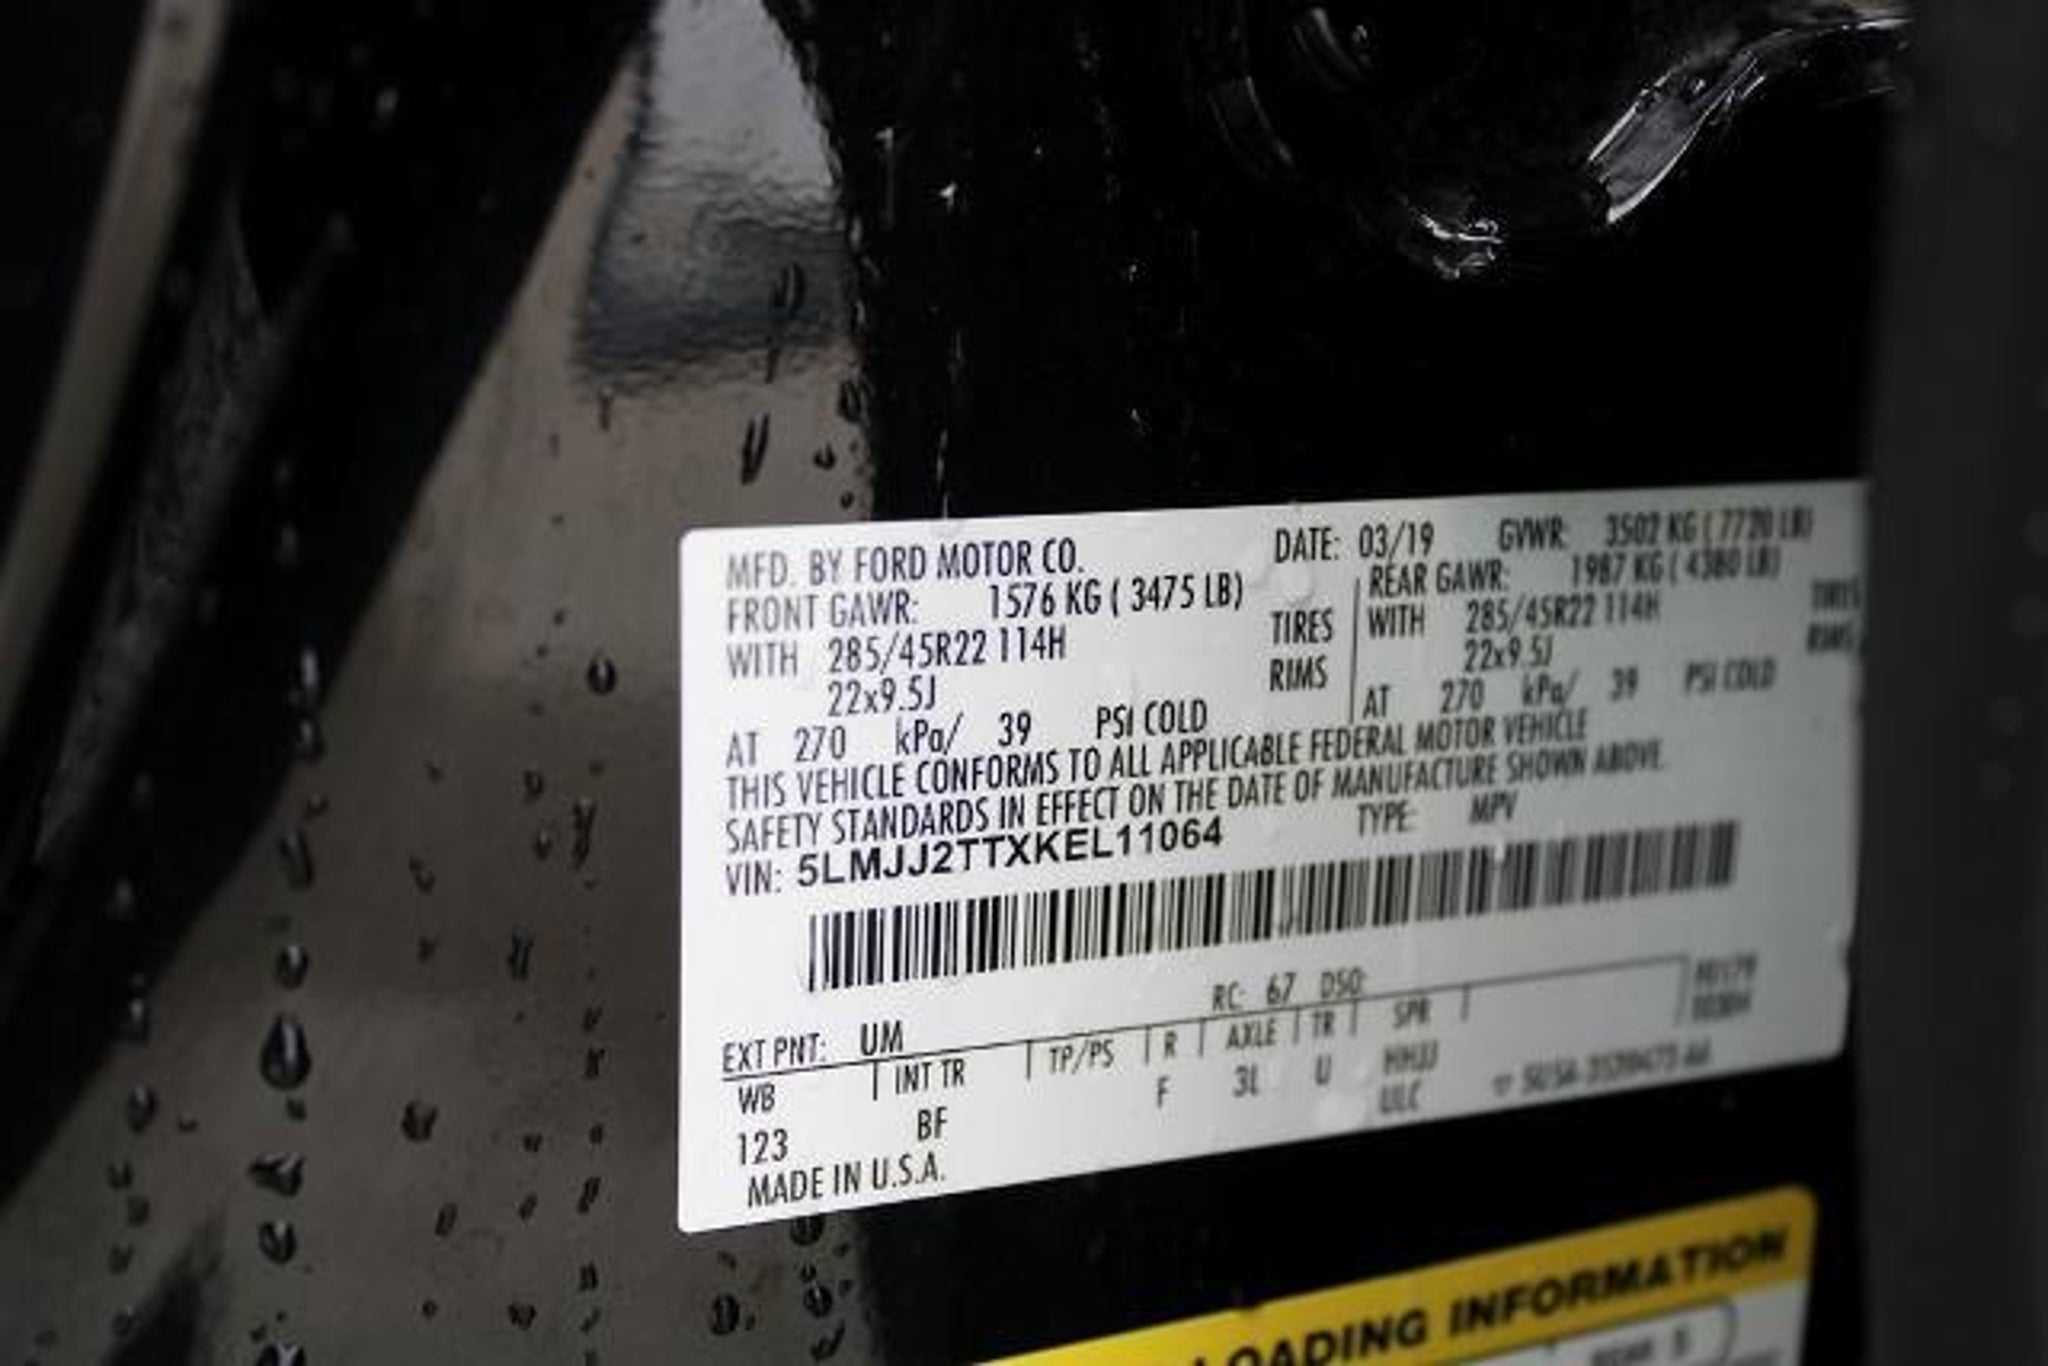 MFD. BY FORD MOTOR CO. DATE: 03/19 GVWR: 3502 KG ( 7720 LB)
FRONT GAWR: 1576 KG ( 3475 LB) REAR GAWR: 1987 KG ( 4380 LB)
WITH 285/45R22 114H TIRES WITH 285/45R22 114H TIRES
22x9.5J RIMS 22x9.5J RIMS
AT 270 kPa/ 39 PSI COLD AT 270 kPa/ 39 PSI COLD
THIS VEHICLE CONFORMS TO ALL APPLICABLE FEDERAL MOTOR VEHICLE
SAFETY STANDARDS IN EFFECT ON THE DATE OF MANUFACTURE SHOWN ABOVE.
VIN: 5LMJJ2TTXKEL11064 TYPE: MPV
RC: 67 DSO:
EXT PNT: UM
WB INT TR TP/PS R AXLE TR SPR
123 BF F 3L U HHJJ
ULC
MADE IN U.S.A.
LOADING INFORMATION